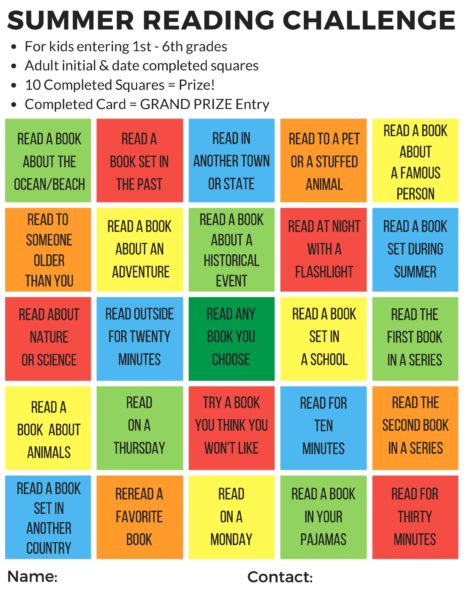 SUMMER READING CHALLENGE
• For kids entering 1st - 6th grades
• Adult initial & date completed squares
• 10 Completed Squares = Prize!
• Completed Card = GRAND PRIZE Entry
READ A BOOK
ABOUT THE
OCEAN/BEACH
READ A
BOOK SET IN
THE PAST
READ IN
ANOTHER TOWN
OR STATE
READ TO A PET
OR A STUFFED
ANIMAL
READ A BOOK
ABOUT
A FAMOUS
PERSON
READ TO
SOMEONE
OLDER
THAN YOU
READ A BOOK
ABOUT AN
ADVENTURE
READ A BOOK
ABOUT A
HISTORICAL
EVENT
READ AT NIGHT
WITH A
FLASHLIGHT
READ A BOOK
SET DURING
SUMMER
READ ABOUT
NATURE
OR SCIENCE
READ OUTSIDE
FOR TWENTY
MINUTES
READ ANY
BOOK YOU
CHOOSE
READ A BOOK
SET IN
A SCHOOL
READ THE
FIRST BOOK
IN A SERIES
READ A
BOOK ABOUT
ANIMALS
READ
ON A
THURSDAY
TRY A BOOK
YOU THINK YOU
WON'T LIKE
READ FOR
TEN
MINUTES
READ THE
SECOND BOOK
IN A SERIES
READ A BOOK
SET IN
ANOTHER
COUNTRY
REREAD A
FAVORITE
BOOK
READ
ON A
MONDAY
READ A BOOK
IN YOUR
PAJAMAS
READ FOR
THIRTY
MINUTES
Name:
Contact: